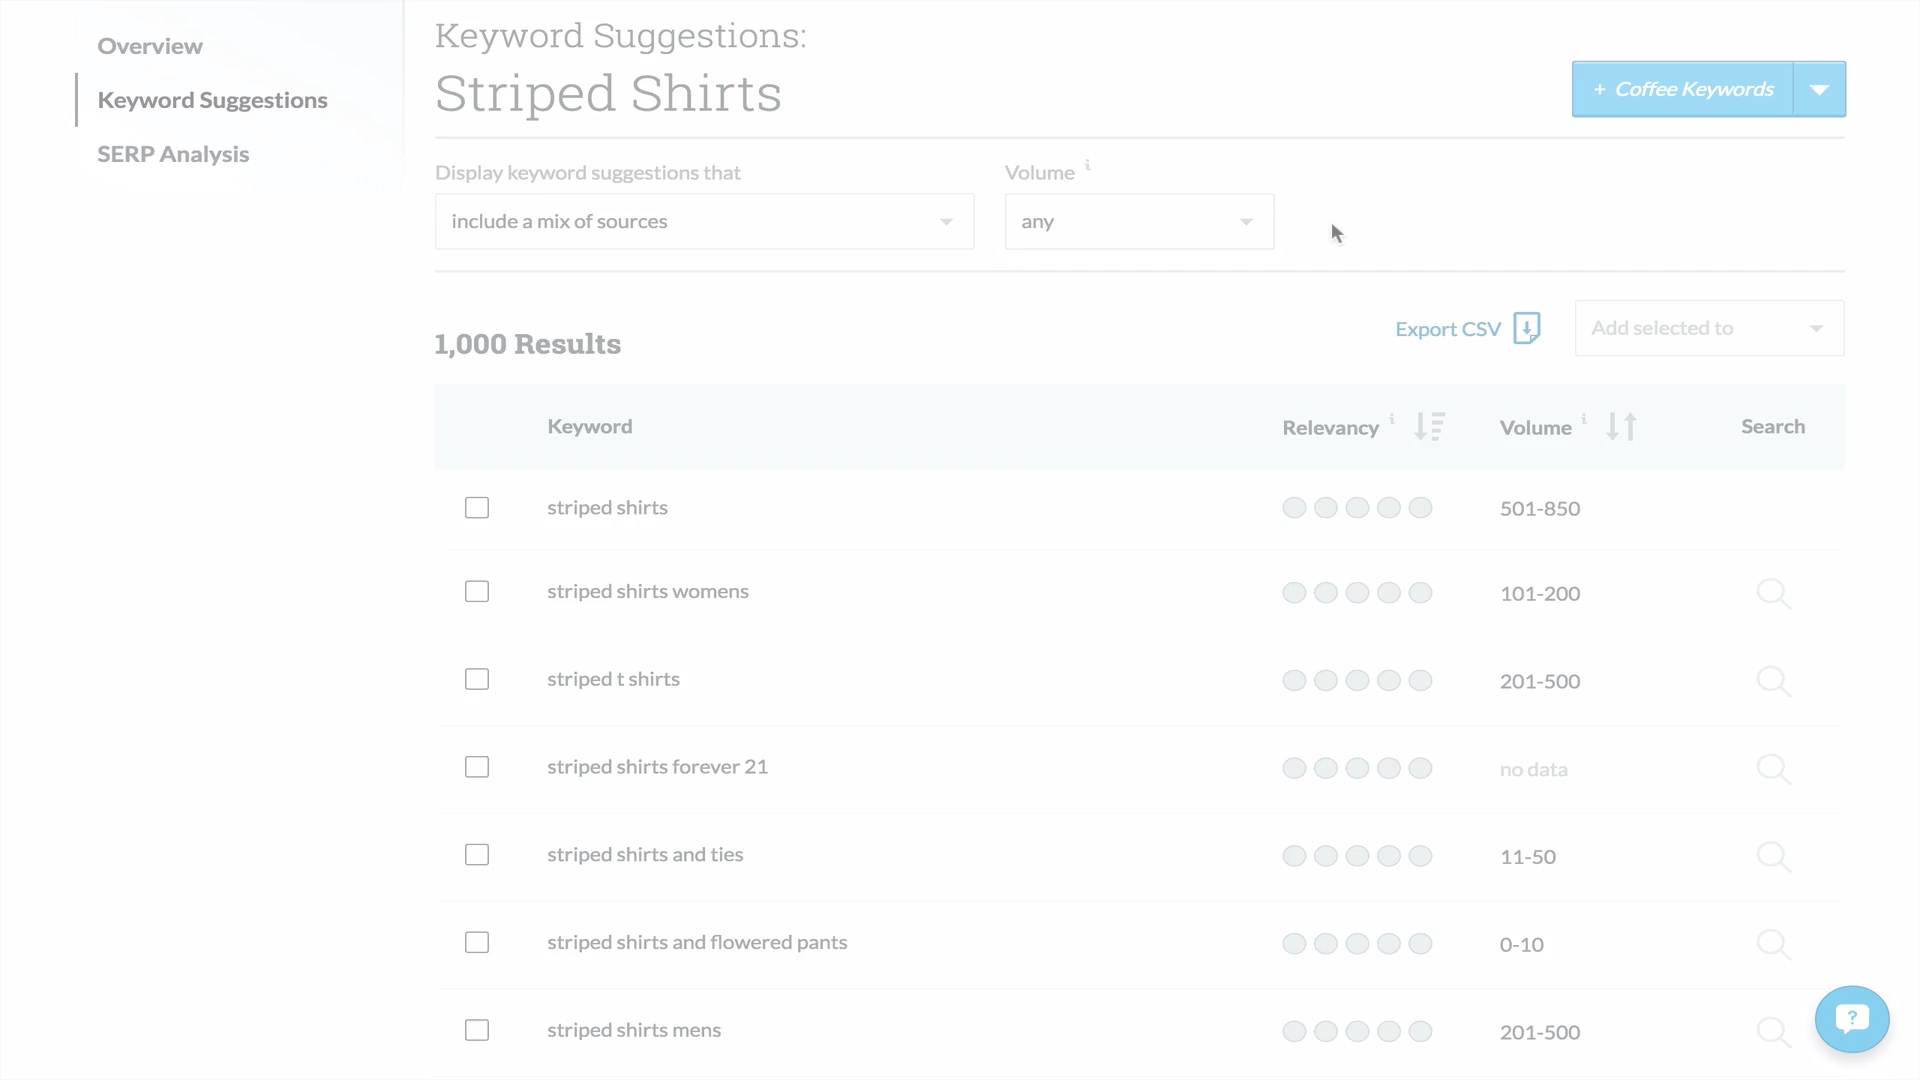 Overview
Keyword Suggestions
SERP Analysis
Keyword Suggestions:
Striped Shirts
+ Coffee Keywords
Display keyword suggestions that
Volume i
include a mix of sources
any
1,000 Results
Export CSV
Add selected to
Keyword Relevancy i Volume i Search
striped shirts 501-850
striped shirts womens 101-200
striped t shirts 201-500
striped shirts forever 21 no data
striped shirts and ties 11-50
striped shirts and flowered pants 0-10
striped shirts mens 201-500
?